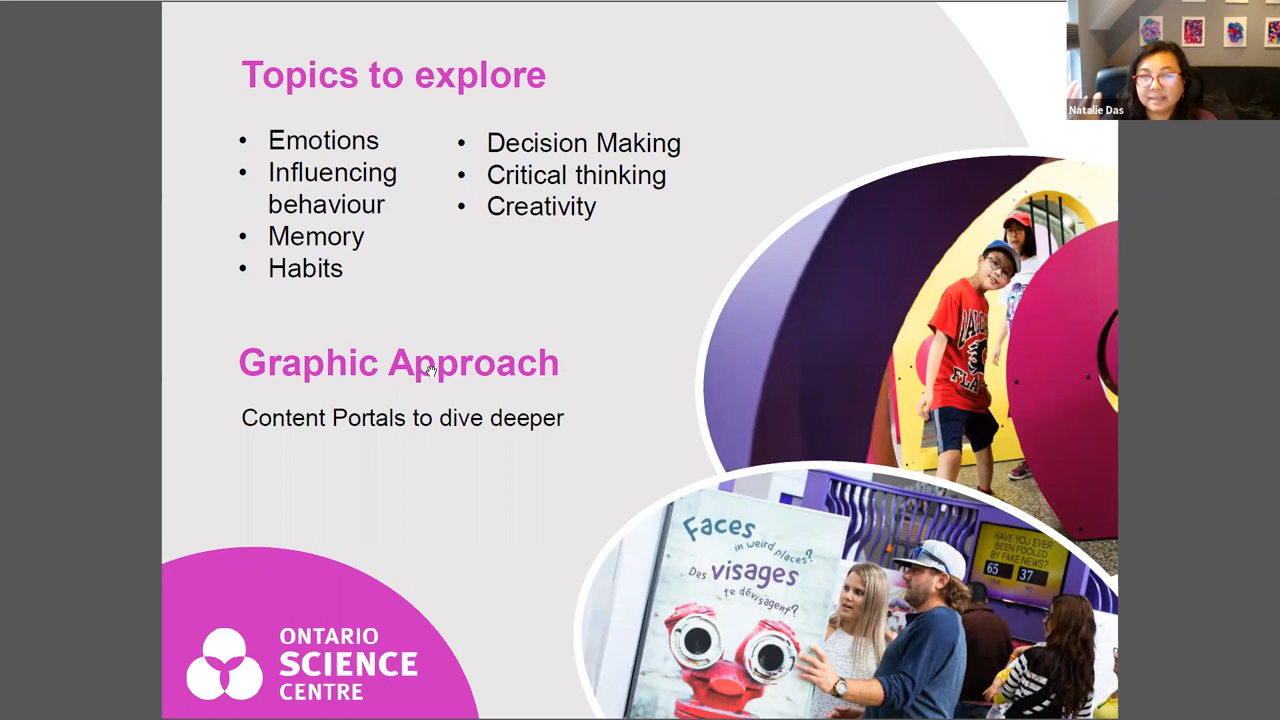 Topics to explore
• Emotions
• Influencing
behaviour
• Memory
• Habits
• Decision Making
• Critical thinking
• Creativity
Graphic Approach
Content Portals to dive deeper
ONTARIO
SCIENCE
CENTRE
Natalie Das
Faces
in weird places?
Des visages
te dévisagent?
HAVE YOU EVER
BEEN FOOLED
BY FAKE NEWS?
65 37